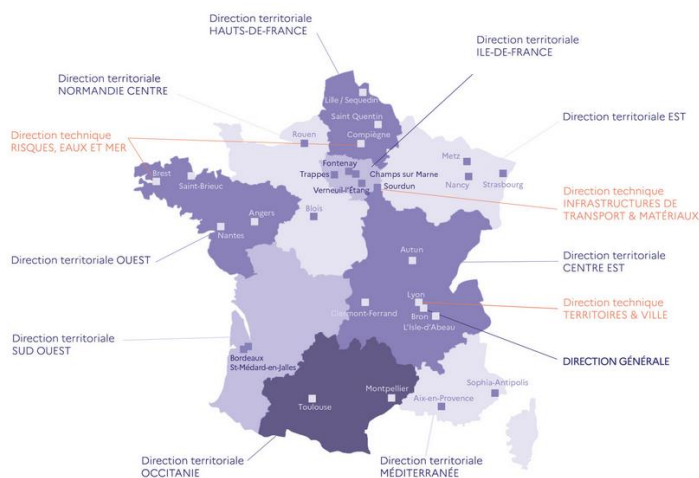 Direction territoriale
HAUTS-DE-FRANCE
Direction territoriale
ILE-DE-FRANCE
Direction territoriale
NORMANDIE CENTRE
Direction territoriale EST
Direction technique
RISQUES, EAUX ET MER
Direction technique
INFRASTRUCTURES DE
TRANSPORT & MATÉRIAUX
Direction territoriale OUEST
Direction territoriale
CENTRE EST
Direction technique
TERRITOIRES & VILLE
Direction territoriale
SUD OUEST
DIRECTION GÉNÉRALE
Direction territoriale
OCCITANIE
Direction territoriale
MÉDITERRANÉE
Lille / Sequedin
Saint Quentin
Rouen
Compiègne
Metz
Fontenay
Trappes
Champs sur Marne
Brest
Saint-Brieuc
Verneuil-l'Étang
Sourdun
Nancy
Strasbourg
Blois
Angers
Nantes
Autun
Lyon
Clermont-Ferrand
Bron
L'Isle-d'Abeau
Bordeaux
St-Médard-en-Jalles
Toulouse
Montpellier
Sophia-Antipolis
Aix-en-Provence